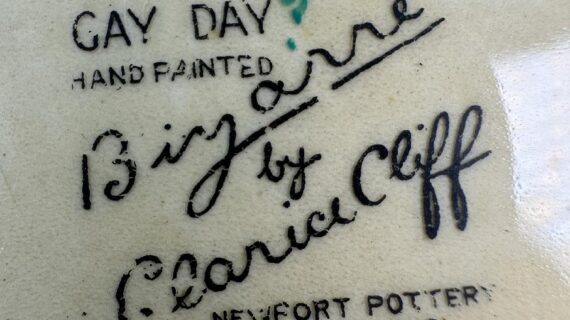 GAY DAY
HAND PAINTED
Bizarre
by
Clarice Cliff
NEWPORT POTTERY